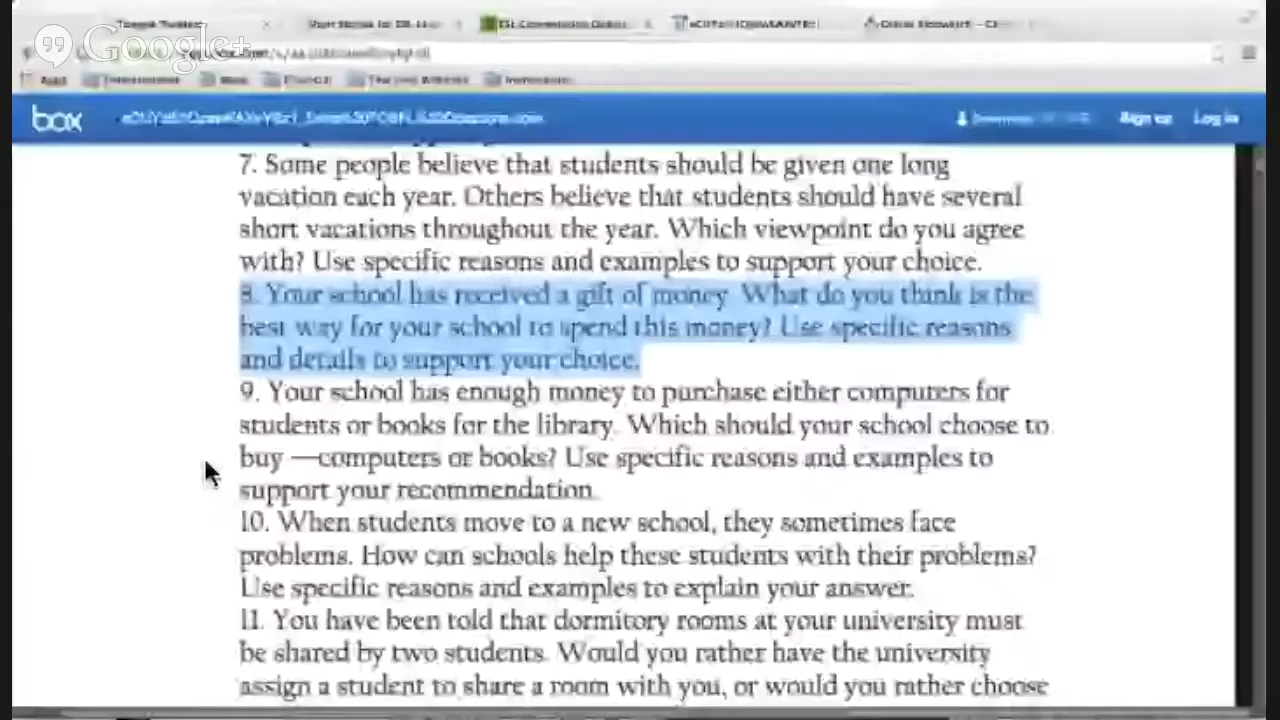 Google+
Apps
box
Sign up
Log in
7. Some people believe that students should be given one long
vacation each year. Others believe that students should have several
short vacations throughout the year. Which viewpoint do you agree
with? Use specific reasons and examples to support your choice.
8. Your school has received a gift of money. What do you think is the
best way for your school to spend this money? Use specific reasons
and details to support your choice.
9. Your school has enough money to purchase either computers for
students or books for the library. Which should your school choose to
buy —computers or books? Use specific reasons and examples to
support your recommendation.
10. When students move to a new school, they sometimes face
problems. How can schools help these students with their problems?
Use specific reasons and examples to explain your answer.
11. You have been told that dormitory rooms at your university must
be shared by two students. Would you rather have the university
assign a student to share a room with you, or would you rather choose